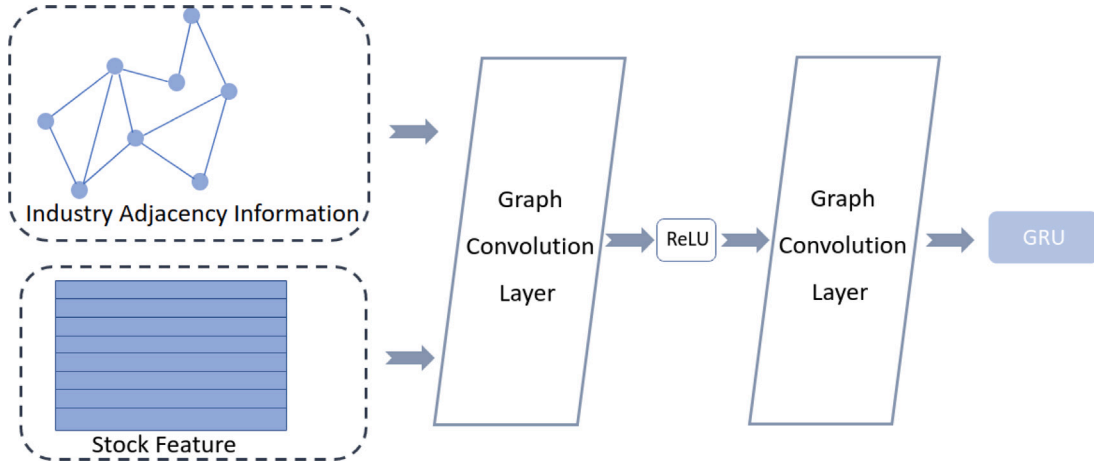 Industry Adjacency Information
Stock Feature
Graph
Convolution
Layer
ReLU
Graph
Convolution
Layer
GRU